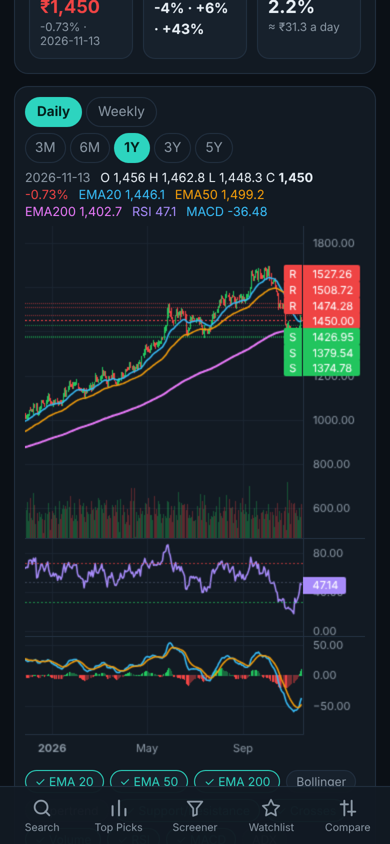 ₹1,450
-4% · +6%
2.2%
-0.73% ·
· +43%
≈ ₹31.3 a day
2026-11-13
Daily Weekly
3M 6M 1Y 3Y 5Y
2026-11-13 O 1,456 H 1,462.8 L 1,448.3 C 1,450
-0.73% EMA20 1,446.1 EMA50 1,499.2
EMA200 1,402.7 RSI 47.1 MACD -36.48
1800.00
R 1527.26
R 1508.72
R 1474.28
1450.00
S 1426.95
S 1379.54
S 1374.78
1200.00
1000.00
800.00
600.00
80.00
47.14
0.00
50.00
0.00
-50.00
2026 May Sep
✓ EMA 20 ✓ EMA 50 ✓ EMA 200 Bollinger
Search Top Picks Screener Watchlist Compare